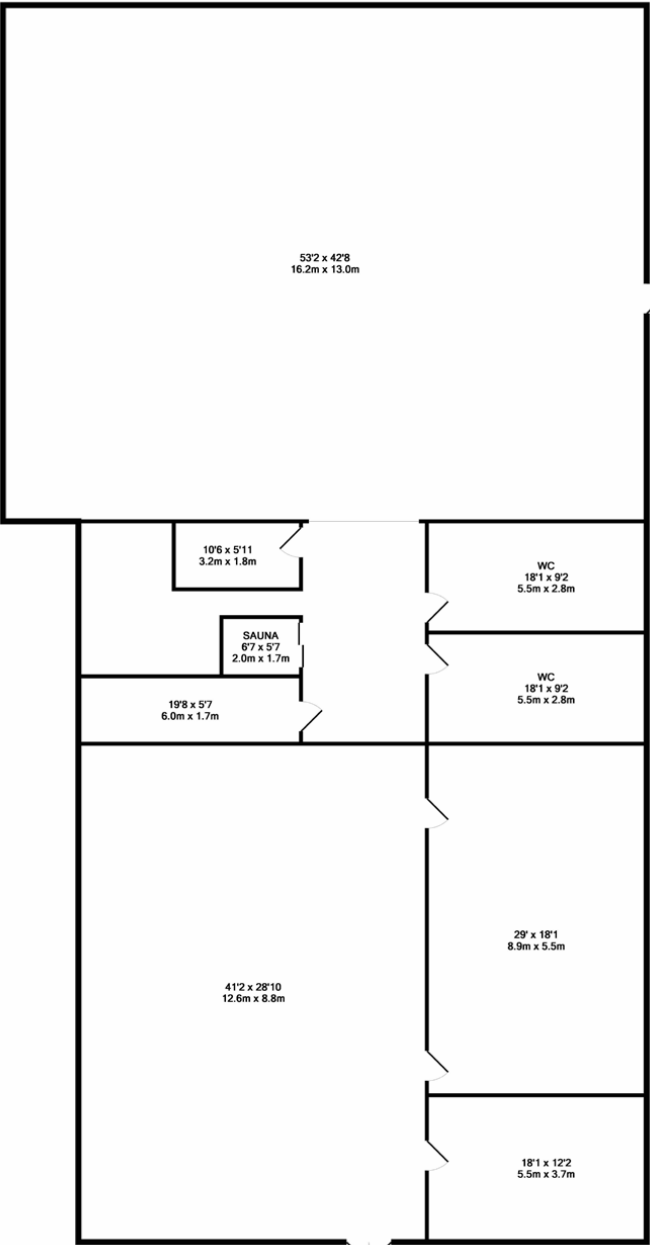 53'2 x 42'8
16.2m x 13.0m
10'6 x 5'11
3.2m x 1.8m
WC
18'1 x 9'2
5.5m x 2.8m
SAUNA
6'7 x 5'7
2.0m x 1.7m
WC
18'1 x 9'2
5.5m x 2.8m
19'8 x 5'7
6.0m x 1.7m
29' x 18'1
8.9m x 5.5m
41'2 x 28'10
12.6m x 8.8m
18'1 x 12'2
5.5m x 3.7m